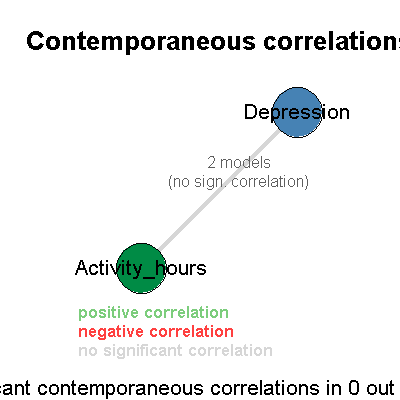 Contemporaneous correlations
Depression
2 models
(no sign. correlation)
Activity_hours
positive correlation
negative correlation
no significant correlation
contemporaneous correlations in 0 out